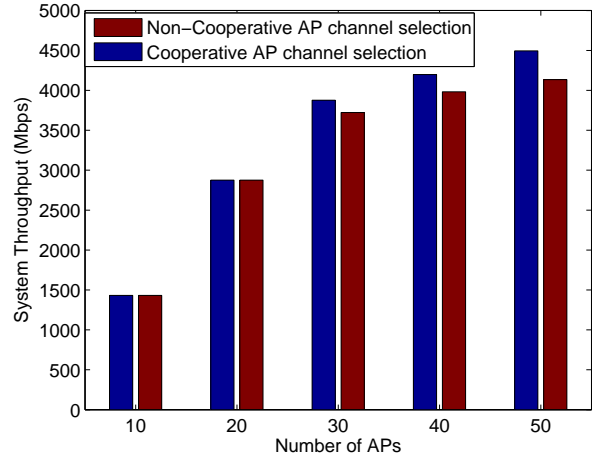 5000
4500
4000
3500
3000
2500
2000
1500
1000
500
0
System Throughput (Mbps)
Non−Cooperative AP channel selection
Cooperative AP channel selection
10 20 30 40 50
Number of APs